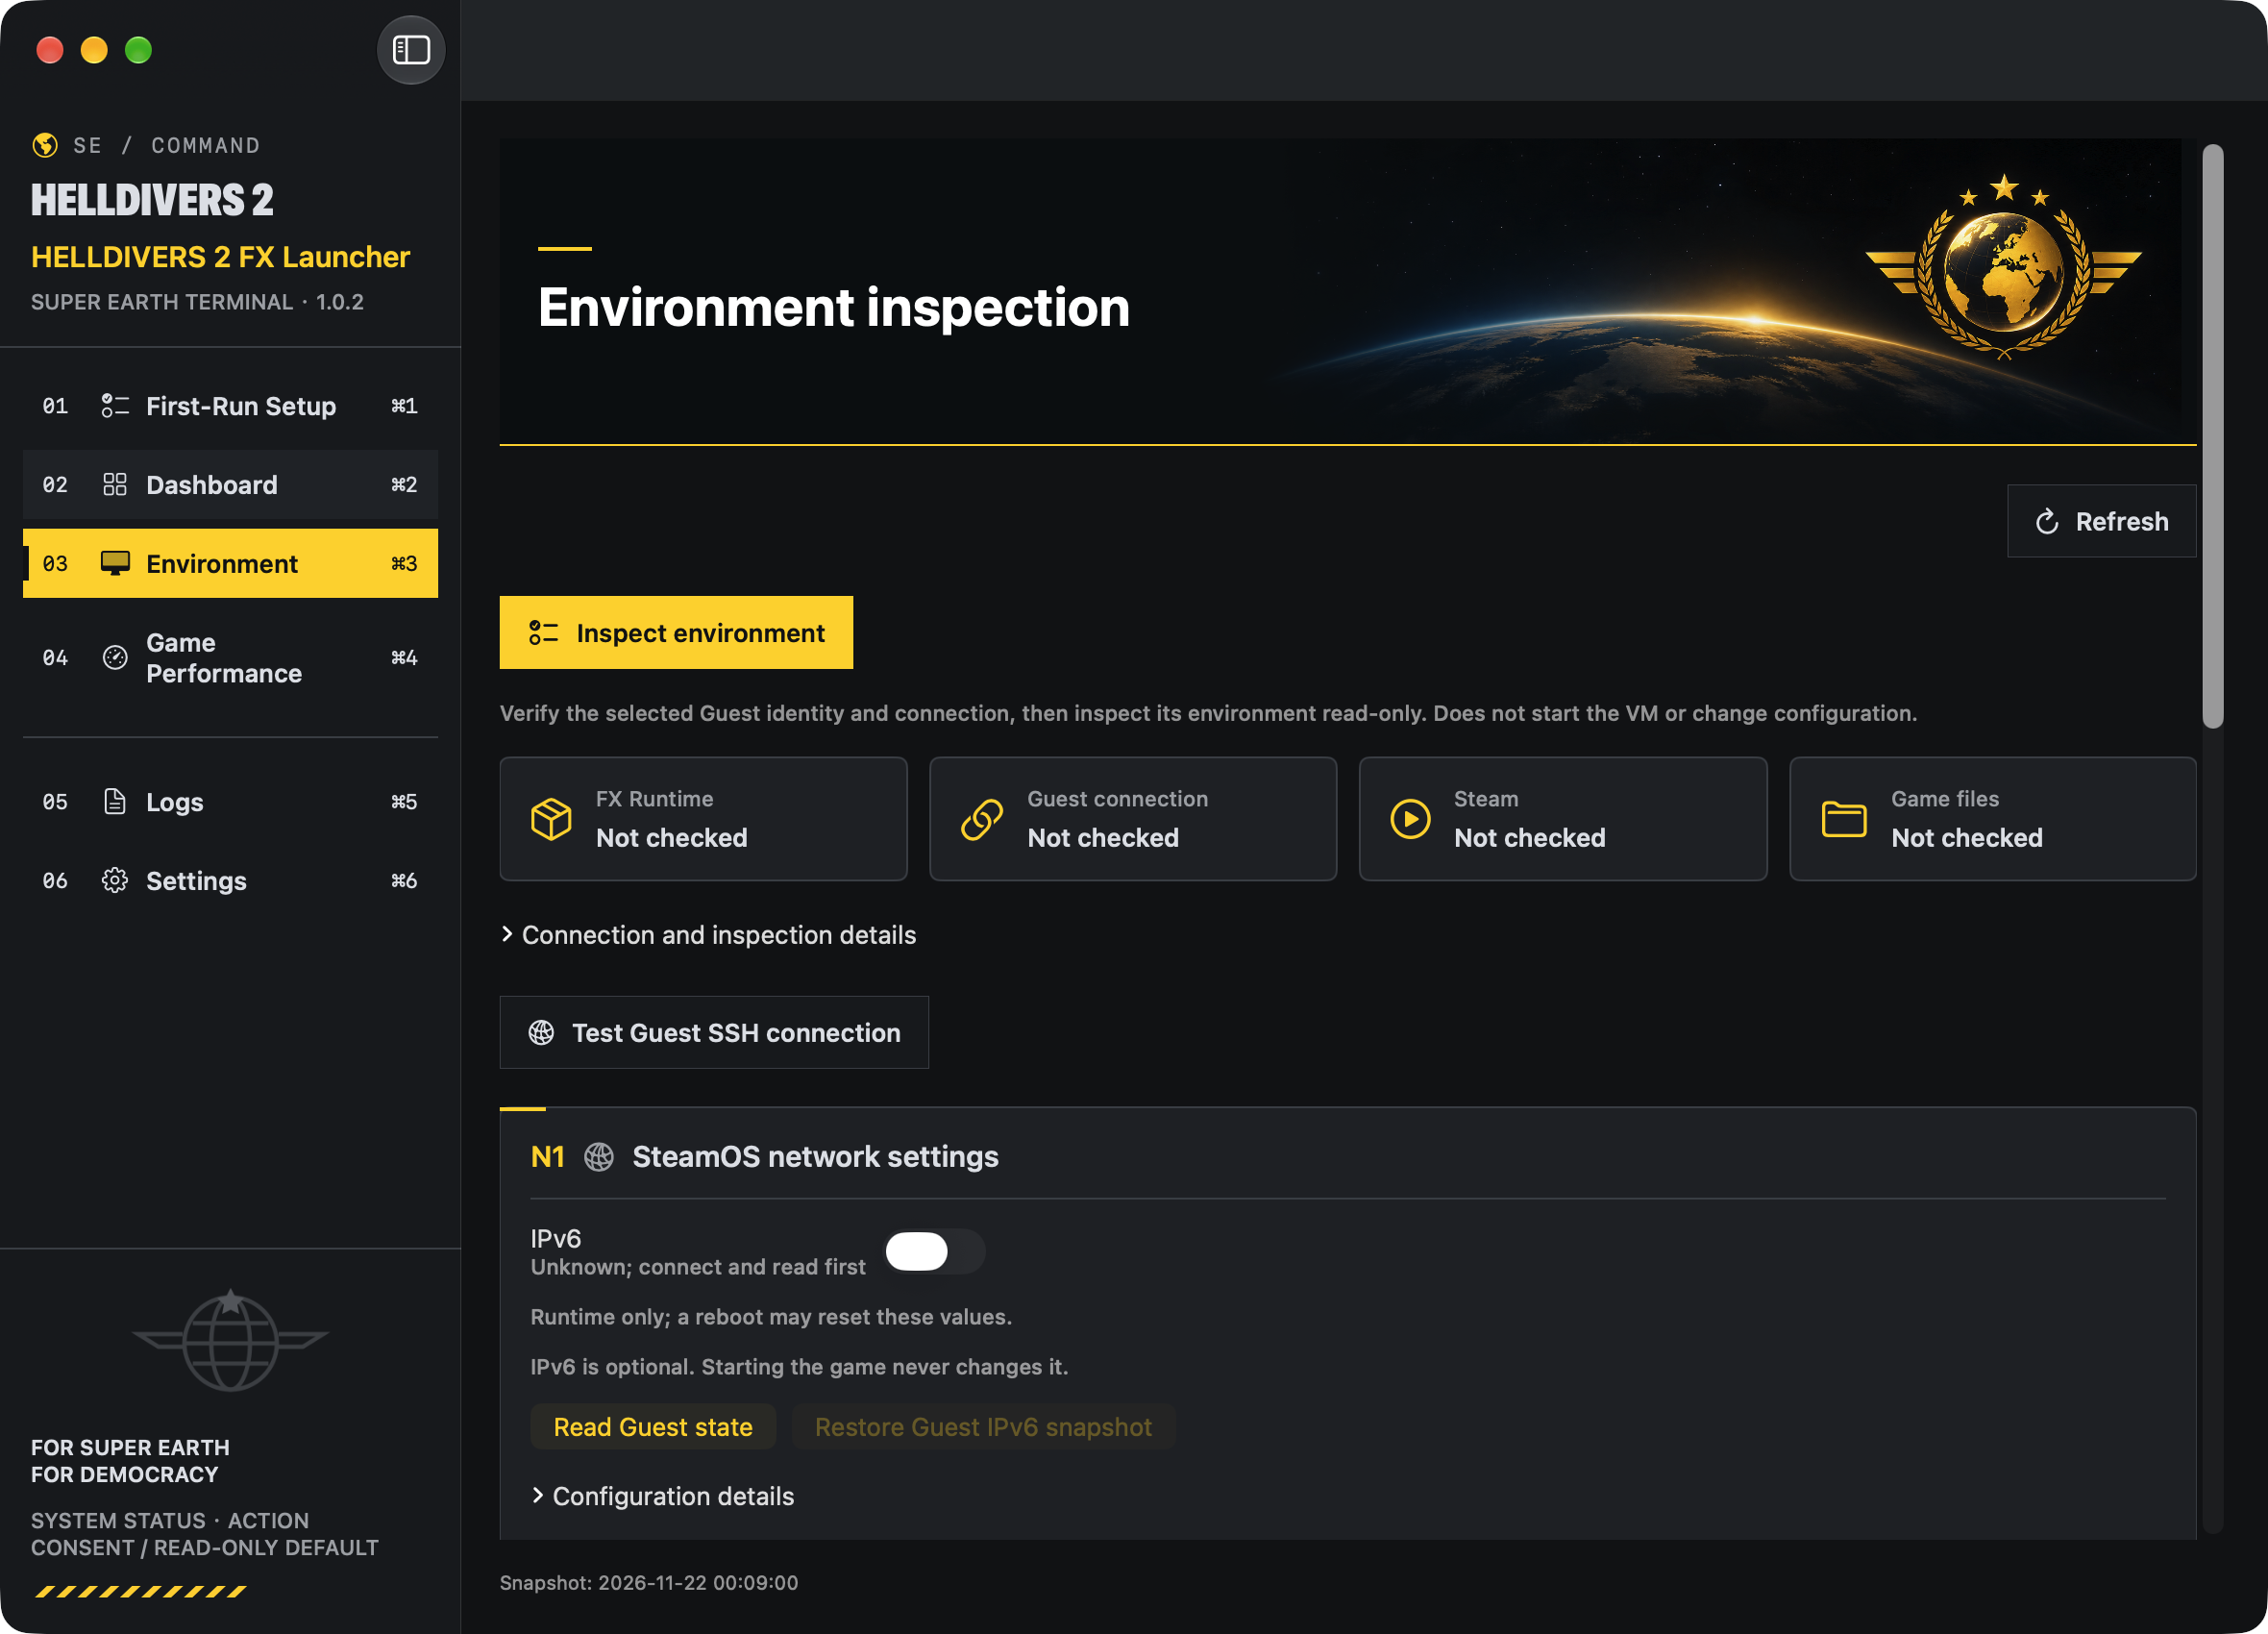 SE / COMMAND
HELLDIVERS 2
HELLDIVERS 2 FX Launcher
SUPER EARTH TERMINAL · 1.0.2
01 First-Run Setup ⌘1
02 Dashboard ⌘2
03 Environment ⌘3
04 Game Performance ⌘4
05 Logs ⌘5
06 Settings ⌘6
FOR SUPER EARTH
FOR DEMOCRACY
SYSTEM STATUS · ACTION
CONSENT / READ-ONLY DEFAULT
Environment inspection
Refresh
Inspect environment
Verify the selected Guest identity and connection, then inspect its environment read-only. Does not start the VM or change configuration.
FX Runtime
Not checked
Guest connection
Not checked
Steam
Not checked
Game files
Not checked
Connection and inspection details
Test Guest SSH connection
N1 SteamOS network settings
IPv6
Unknown; connect and read first
Runtime only; a reboot may reset these values.
IPv6 is optional. Starting the game never changes it.
Read Guest state
Restore Guest IPv6 snapshot
Configuration details
Snapshot: 2026-11-22 00:09:00